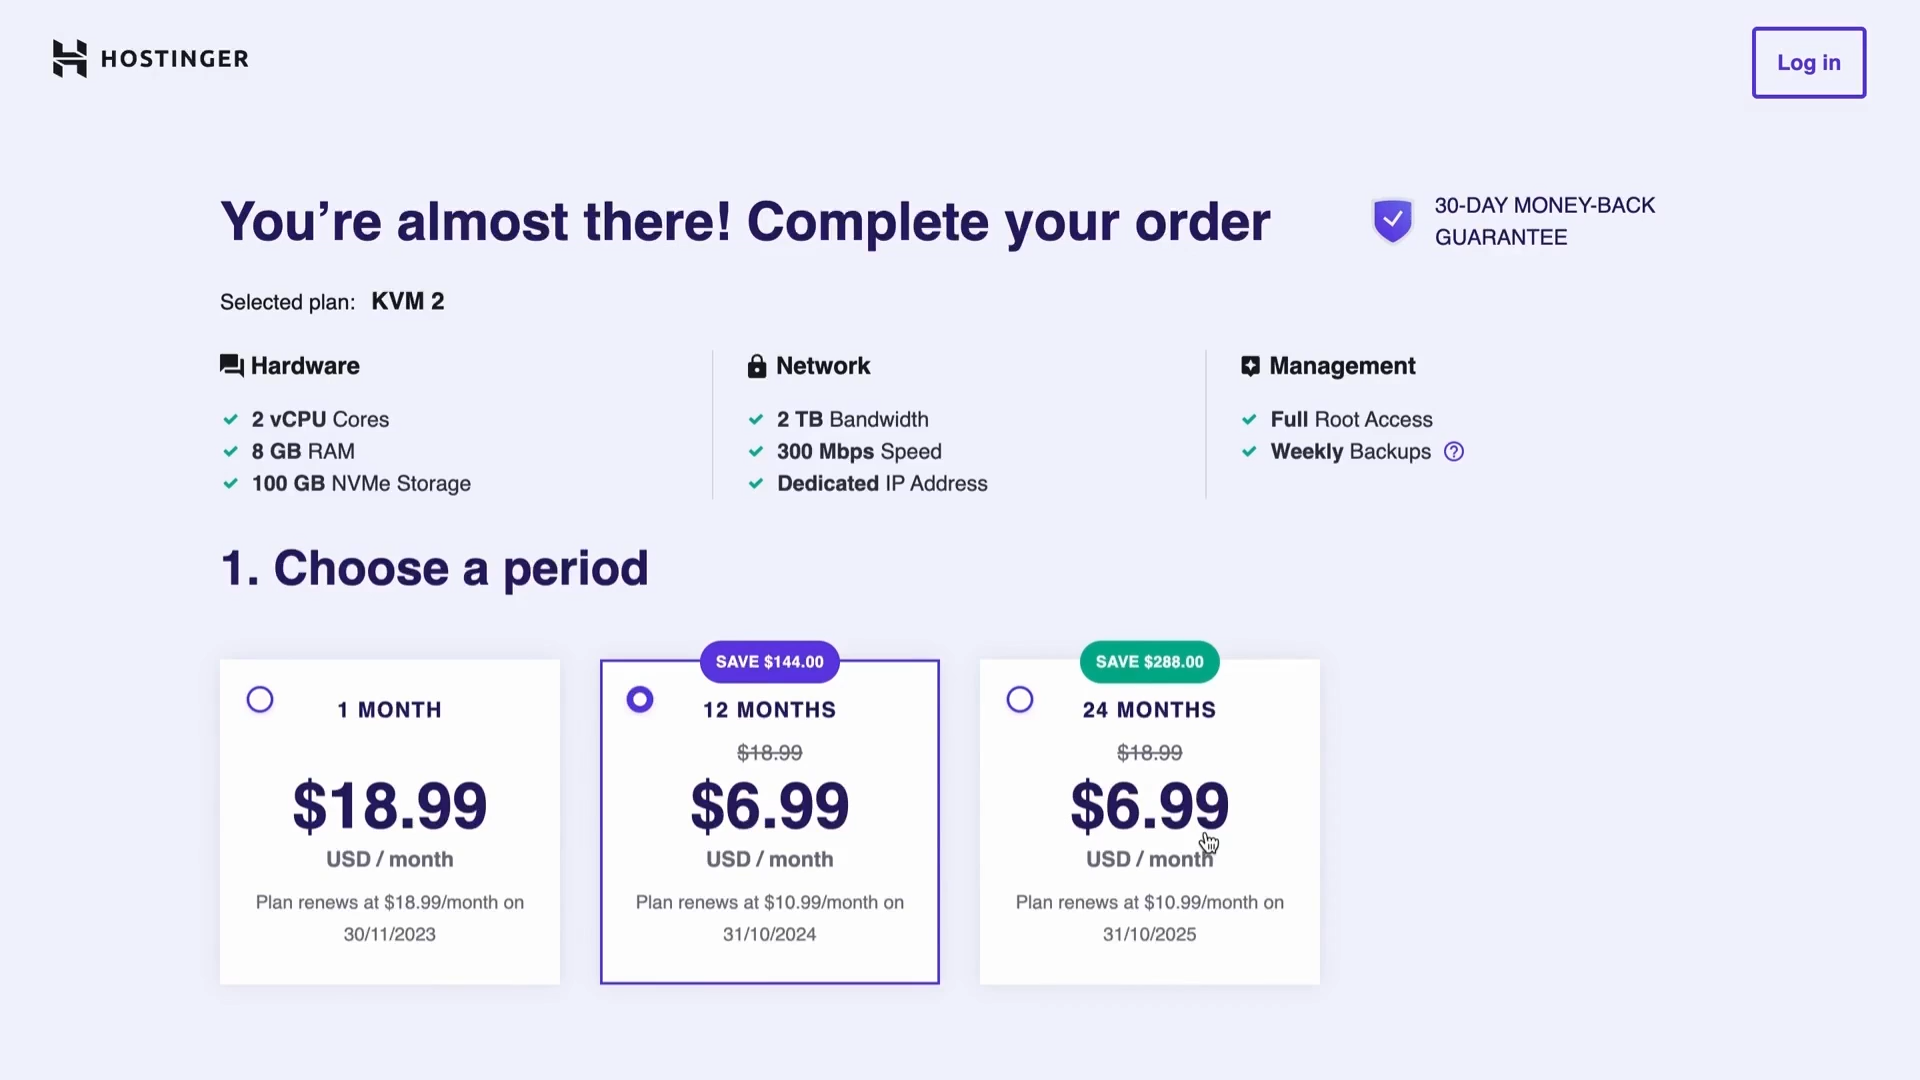 HOSTINGER
Log in
You’re almost there! Complete your order
30-DAY MONEY-BACK
GUARANTEE
Selected plan: KVM 2
Hardware
2 vCPU Cores
8 GB RAM
100 GB NVMe Storage
Network
2 TB Bandwidth
300 Mbps Speed
Dedicated IP Address
Management
Full Root Access
Weekly Backups ?
1. Choose a period
1 MONTH
$18.99
USD / month
Plan renews at $18.99/month on
30/11/2023
SAVE $144.00
12 MONTHS
$18.99
$6.99
USD / month
Plan renews at $10.99/month on
31/10/2024
SAVE $288.00
24 MONTHS
$18.99
$6.99
USD / month
Plan renews at $10.99/month on
31/10/2025